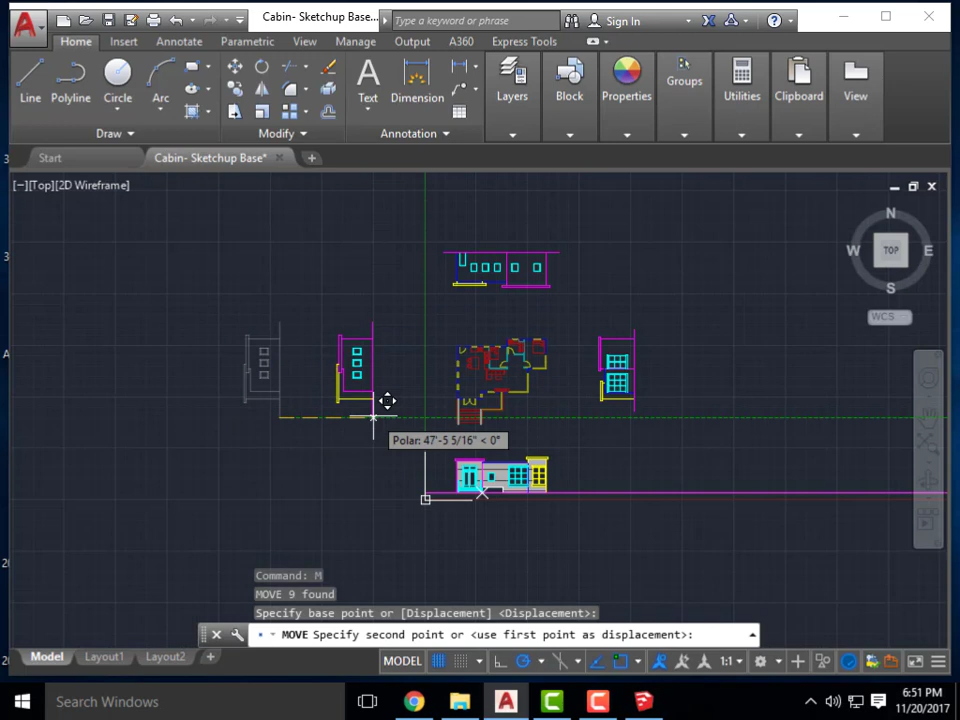 Cabin- Sketchup Base...
Type a keyword or phrase
Sign In
Home
Insert
Annotate
Parametric
View
Manage
Output
A360
Express Tools
Line
Polyline
Circle
Arc
Text
Dimension
Layers
Block
Properties
Groups
Utilities
Clipboard
View
Draw
Modify
Annotation
Start
Cabin- Sketchup Base*
[−][Top][2D Wireframe]
N
W
TOP
E
S
WCS
Polar: 47'-5 5/16" < 0°
Command: M
MOVE 9 found
Specify base point or [Displacement] <Displacement>:
MOVE Specify second point or <use first point as displacement>:
Model
Layout1
Layout2
MODEL
1:1
Search Windows
6:51 PM
11/20/2017